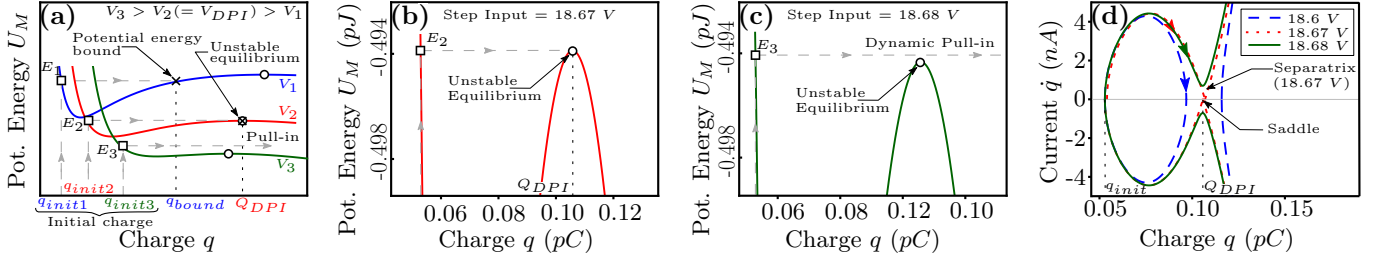 (a)
V3 > V2(= VDPI) > V1
Potential energy
bound
Unstable
equilibrium
E1
E2
E3
V1
V2
V3
Pull-in
qinit2
qinit1
qinit3
qbound
QDPI
Initial charge
Charge q
Pot. Energy UM
(b)
Step Input = 18.67 V
E2
Unstable
Equilibrium
QDPI
-0.494
-0.498
0.06
0.10
0.12
Charge q (pC)
Pot. Energy UM (pJ)
(c)
Step Input = 18.68 V
E3
Dynamic Pull-in
Unstable
Equilibrium
-0.494
-0.498
0.06
0.12
0.10
Charge q (pC)
Pot. Energy UM (pJ)
(d)
18.6 V
18.67 V
18.68 V
Separatrix
(18.67 V)
Saddle
qinit
QDPI
4
2
0
-2
-4
0.05
0.10
0.15
Charge q (pC)
Current q̇ (nA)